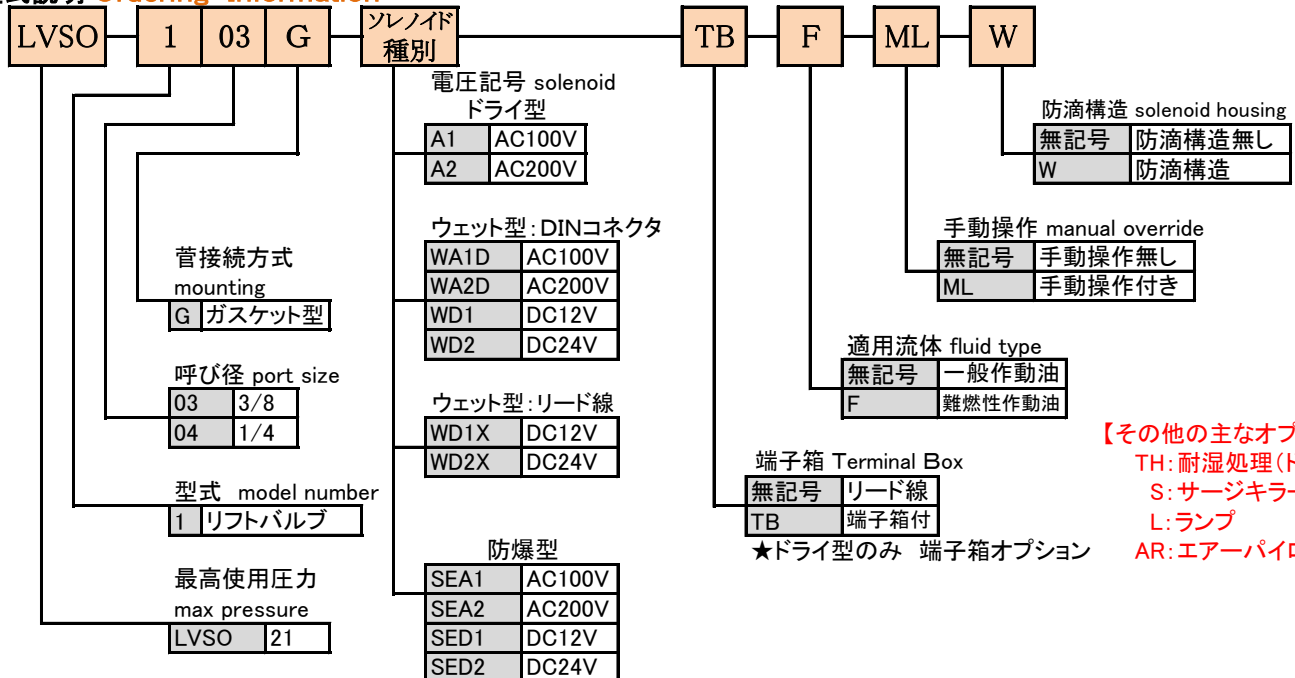 式説明 Ordering Information
LVSO 1 03 G ソレノイド種別 TB F ML W
電圧記号 solenoid
ドライ型
A1 AC100V
A2 AC200V
ウェット型:DINコネクタ
WA1D AC100V
WA2D AC200V
WD1 DC12V
WD2 DC24V
ウェット型:リード線
WD1X DC12V
WD2X DC24V
防爆型
SEA1 AC100V
SEA2 AC200V
SED1 DC12V
SED2 DC24V
菅接続方式
mounting
G ガスケット型
呼び径 port size
03 3/8
04 1/4
型式 model number
1 リフトバルブ
最高使用圧力
max pressure
LVSO 21
防滴構造 solenoid housing
無記号 防滴構造無し
W 防滴構造
手動操作 manual override
無記号 手動操作無し
ML 手動操作付き
適用流体 fluid type
無記号 一般作動油
F 難燃性作動油
端子箱 Terminal Box
無記号 リード線
TB 端子箱付
★ドライ型のみ 端子箱オプション
【その他の主なオプ
TH:耐湿処理(ト
S:サージキラー
L:ランプ
AR:エアーパイロ